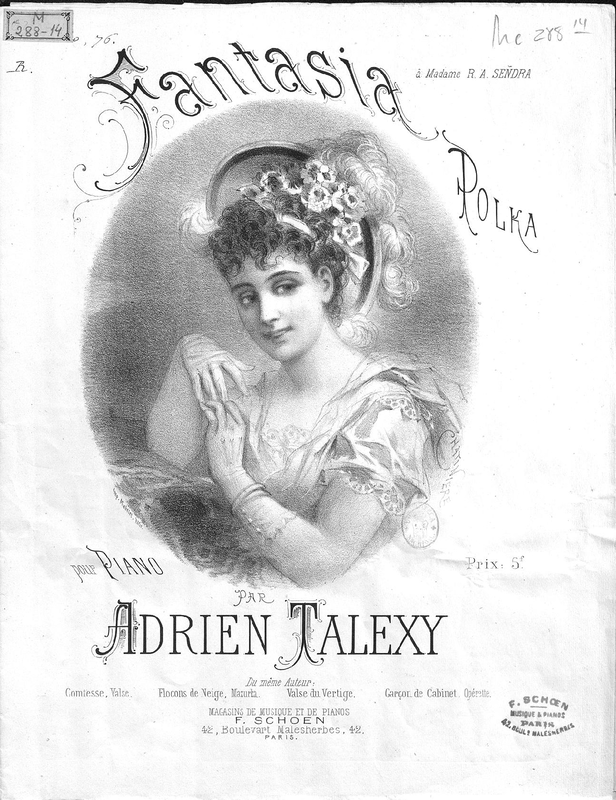 M
288-14
76.
Mc 288 14
R.
à Madame R. A. SEÑDRA
Fantasia
POLKA
pour PIANO
Prix: 5f
PAR
ADRIEN TALEXY
Du même Auteur:
Comtesse, Valse. Flocons de Neige, Mazurka. Valse du Vertige. Garçon de Cabinet. Opérette.
MAGASINS DE MUSIQUE ET DE PIANOS
F. SCHOEN
42, Boulevart Malesherbes, 42.
PARIS.
F. SCHŒN
MUSIQUE & PIANOS
PARIS
42, BOULT MALESHERBES